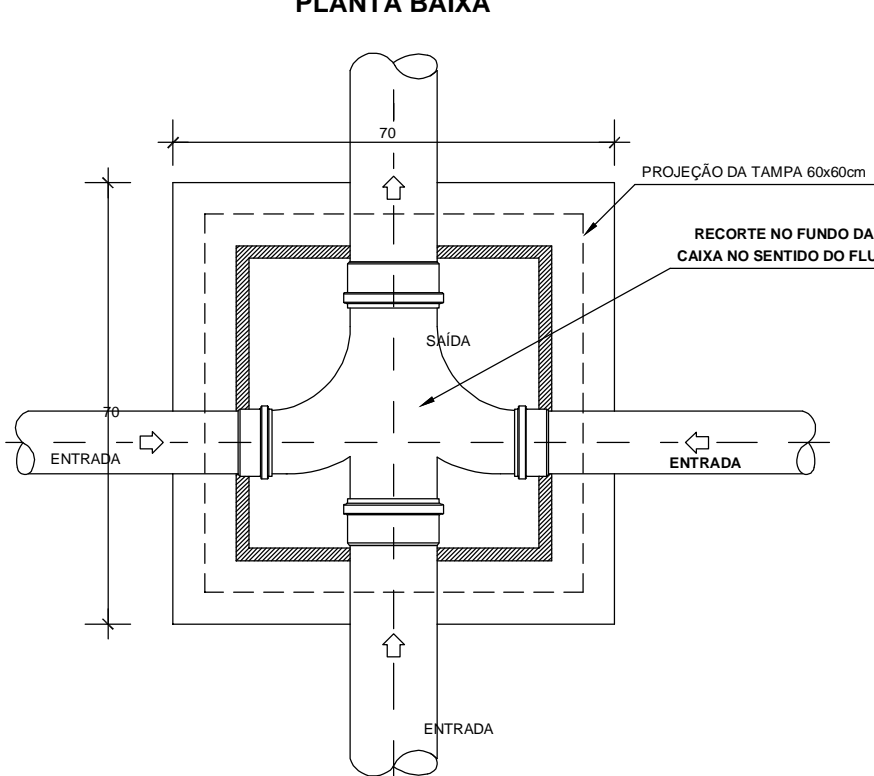 PLANTA BAIXA
70
PROJEÇÃO DA TAMPA 60x60cm
RECORTE NO FUNDO DA
CAIXA NO SENTIDO DO
SAÍDA
70
ENTRADA
ENTRADA
ENTRADA